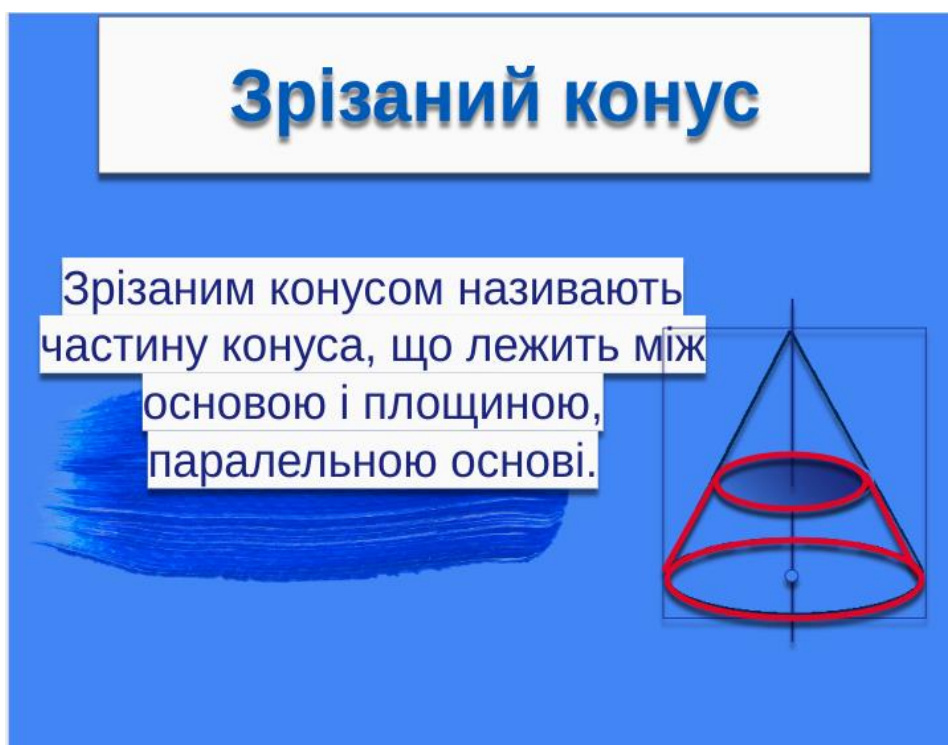 Зрізаний конус
Зрізаним конусом називають
частину конуса, що лежить між
основою і площиною,
паралельною основі.